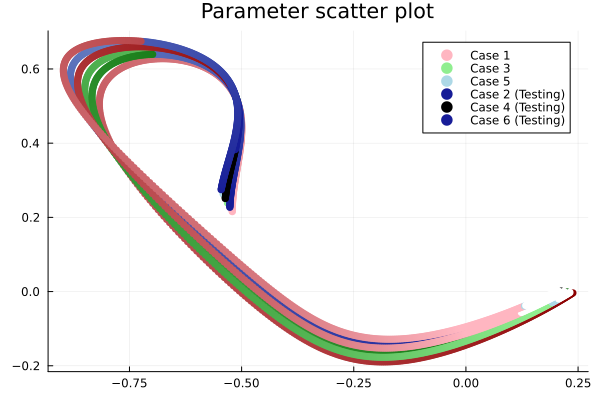 Parameter scatter plot
Case 1
Case 3
Case 5
Case 2 (Testing)
Case 4 (Testing)
Case 6 (Testing)
0.6
0.4
0.2
0.0
−0.2
−0.75
−0.50
−0.25
0.00
0.25